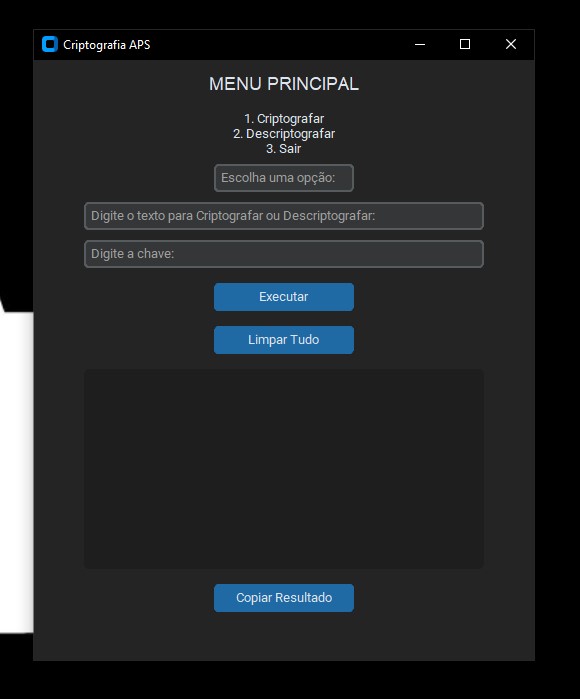 Criptografia APS
MENU PRINCIPAL
1. Criptografar
2. Descriptografar
3. Sair
Escolha uma opção:
Digite o texto para Criptografar ou Descriptografar:
Digite a chave:
Executar
Limpar Tudo
Copiar Resultado